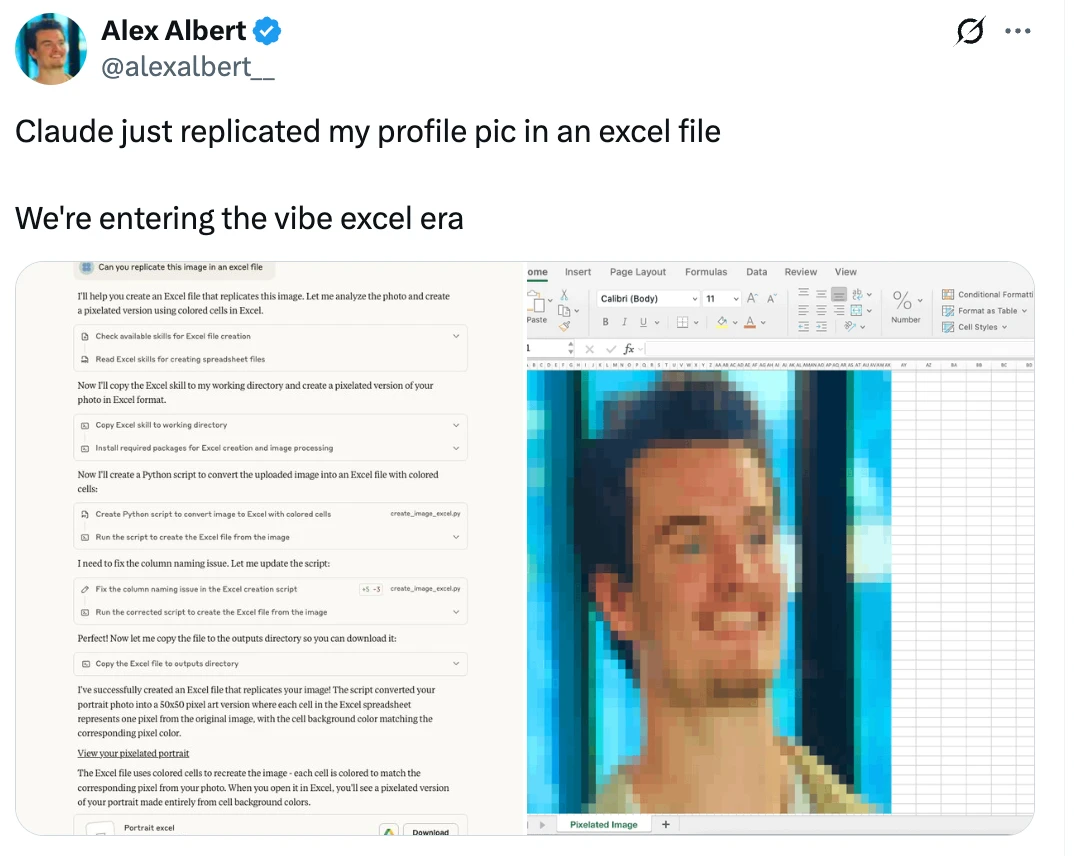 Alex Albert
@alexalbert__
Claude just replicated my profile pic in an excel file
We're entering the vibe excel era
Can you replicate this image in an excel file
I'll help you create an Excel file that replicates this image. Let me analyze the photo and create
a pixelated version using colored cells in Excel.
Check available skills for Excel file creation
Read Excel skills for creating spreadsheet files
Now I'll copy the Excel skill to my working directory and create a pixelated version of your
photo in Excel format.
Copy Excel skill to working directory
Install required packages for Excel creation and image processing
Now I'll create a Python script to convert the uploaded image into an Excel file with colored
cells:
Create Python script to convert image to Excel with colored cells create_image_excel.py
Run the script to create the Excel file from the image
I need to fix the column naming issue. Let me update the script:
Fix the column naming issue in the Excel creation script +5 -3 create_image_excel.py
Run the corrected script to create the Excel file from the image
Perfect! Now let me copy the file to the outputs directory so you can download it:
Copy the Excel file to outputs directory
I've successfully created an Excel file that replicates your image! The script converted your
portrait photo into a 50x50 pixel art version where each cell in the Excel spreadsheet
represents one pixel from the original image, with the cell background color matching the
corresponding pixel color.
View your pixelated portrait
The Excel file uses colored cells to recreate the image - each cell is colored to match the
corresponding pixel from your photo. When you open it in Excel, you'll see a pixelated version
of your portrait made entirely from cell background colors.
Portrait excel
Download
ome Insert Page Layout Formulas Data Review View
Paste
Calibri (Body) 11 A A
B I U A
ab
%
Number
Conditional Formatti
Format as Table
Cell Styles
1 fx
AY AZ BA BB BC BD
Pixelated Image +